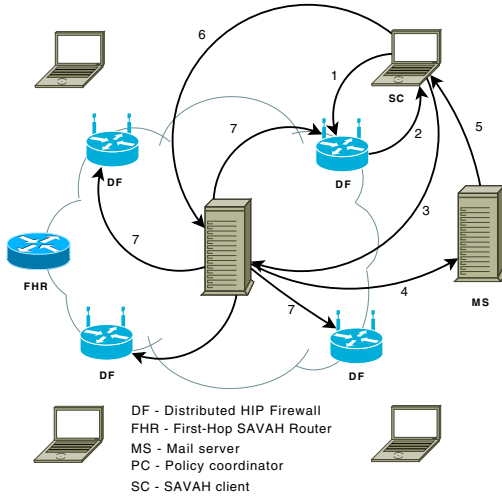 6
1
SC
7
2
5
DF
DF
3
7
FHR
4
MS
7
DF
DF
DF - Distributed HIP Firewall
FHR - First-Hop SAVAH Router
MS - Mail server
PC - Policy coordinator
SC - SAVAH client